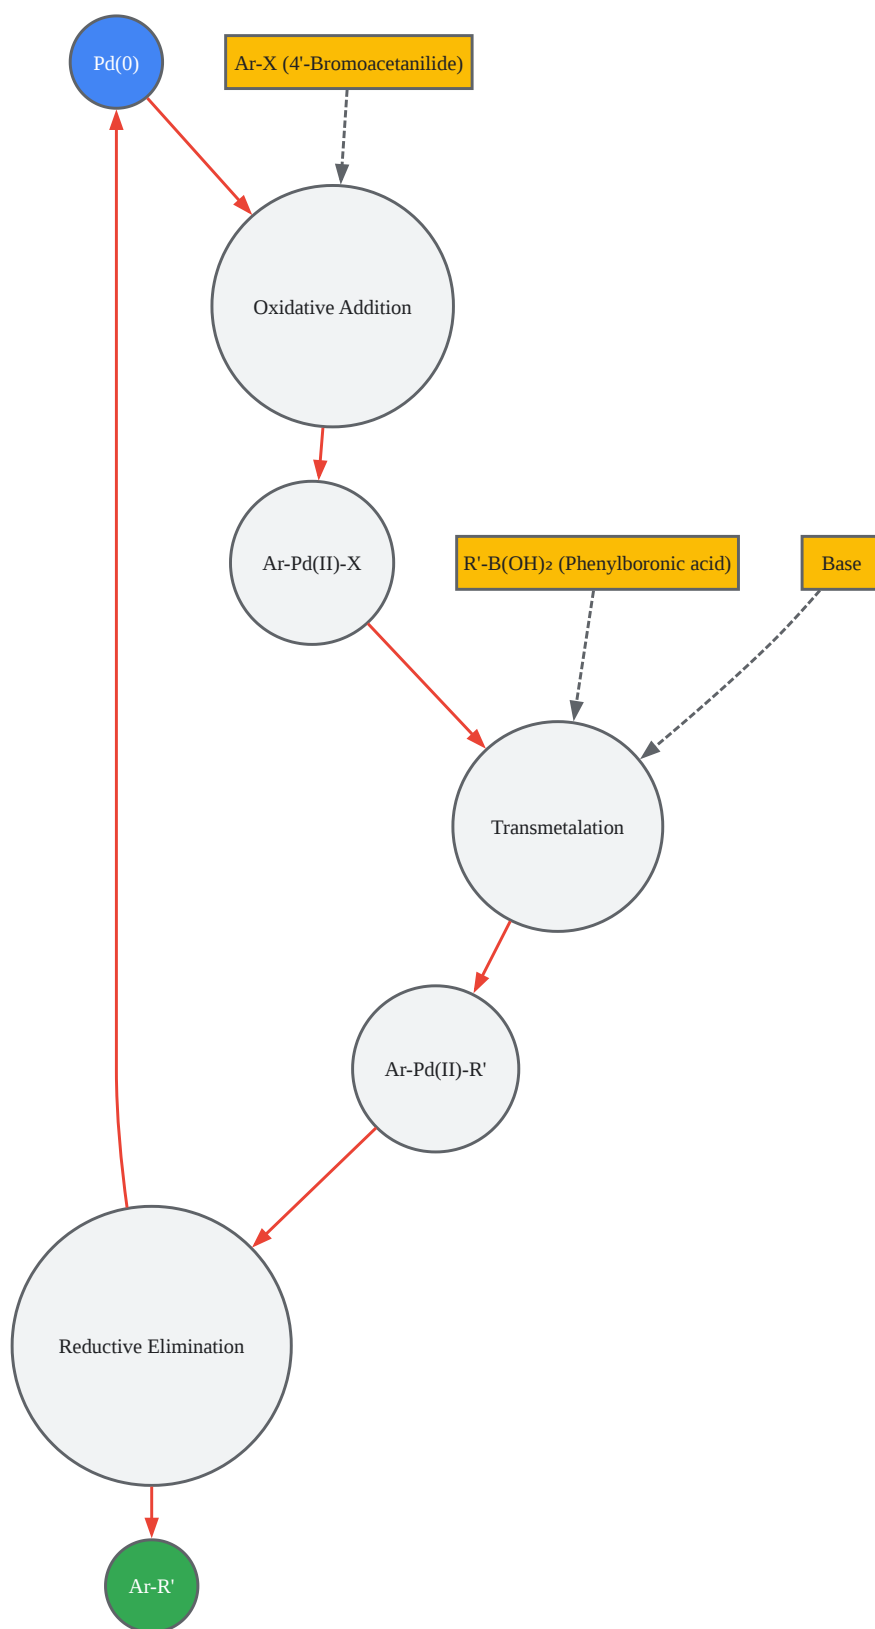 Pd(0)
Ar-X (4'-Bromoacetanilide)
Oxidative Addition
Ar-Pd(II)-X
R'-B(OH)₂ (Phenylboronic acid)
Base
Transmetalation
Ar-Pd(II)-R'
Reductive Elimination
Ar-R'